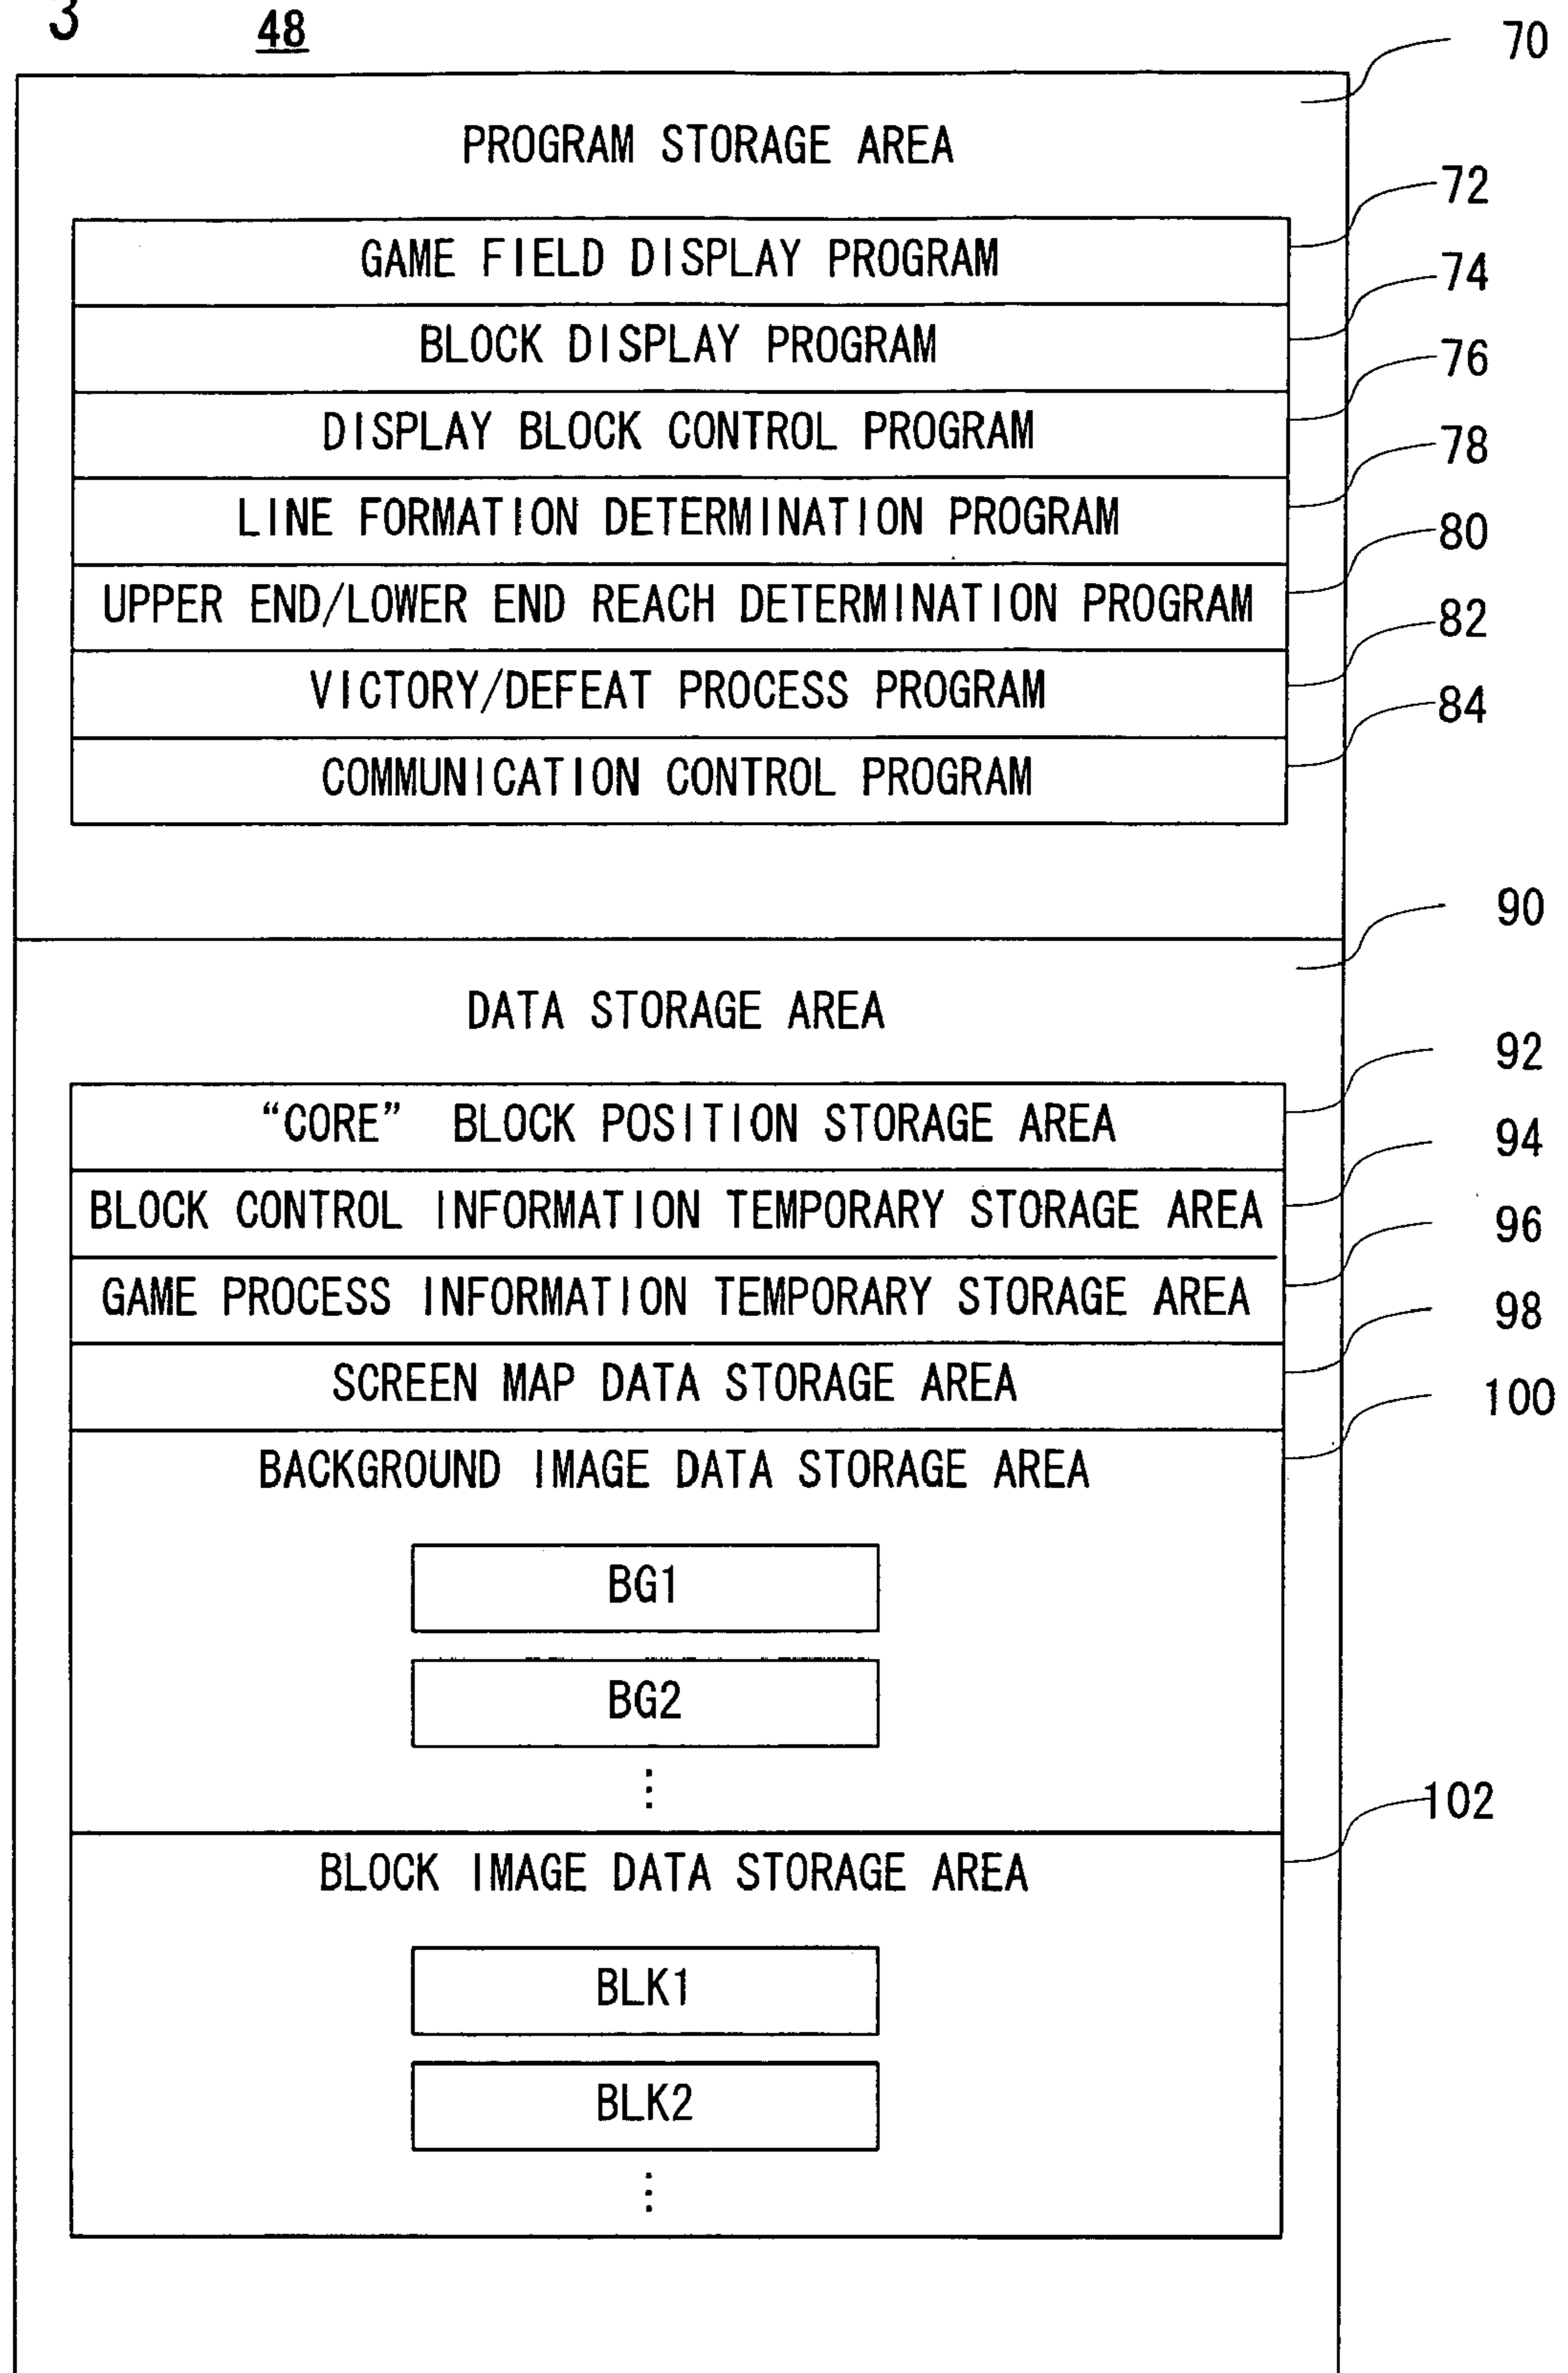 3 48
70
PROGRAM STORAGE AREA
72
GAME FIELD DISPLAY PROGRAM
74
BLOCK DISPLAY PROGRAM
76
DISPLAY BLOCK CONTROL PROGRAM
78
LINE FORMATION DETERMINATION PROGRAM
80
UPPER END/LOWER END REACH DETERMINATION PROGRAM
82
VICTORY/DEFEAT PROCESS PROGRAM
84
COMMUNICATION CONTROL PROGRAM
90
DATA STORAGE AREA
92
“CORE” BLOCK POSITION STORAGE AREA
94
BLOCK CONTROL INFORMATION TEMPORARY STORAGE AREA
96
GAME PROCESS INFORMATION TEMPORARY STORAGE AREA
98
SCREEN MAP DATA STORAGE AREA
100
BACKGROUND IMAGE DATA STORAGE AREA
BG1
BG2
⋮
102
BLOCK IMAGE DATA STORAGE AREA
BLK1
BLK2
⋮